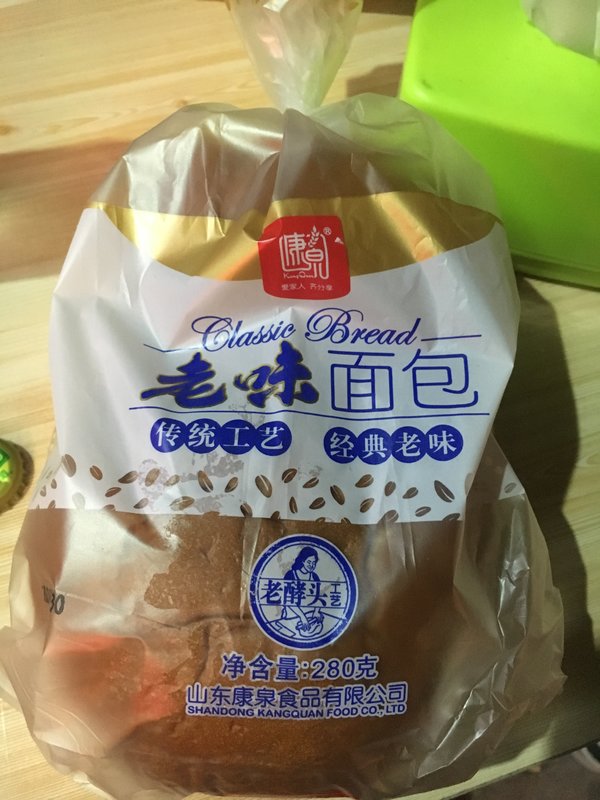 康泉®
KangQuan
爱家人 齐分享
Classic Bread
老味面包
传统工艺 经典老味
老酵头工艺
净含量:280克
山东康泉食品有限公司
SHANDONG KANGQUAN FOOD CO., LTD